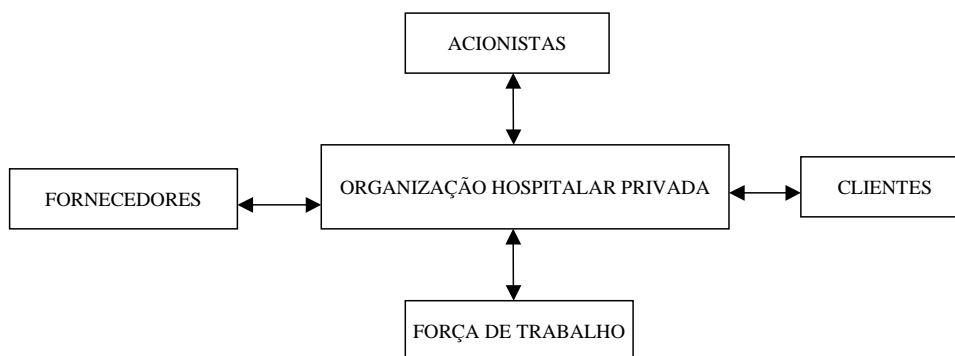 ACIONISTAS
ORGANIZAÇÃO HOSPITALAR PRIVADA
FORNECEDORES
CLIENTES
FORÇA DE TRABALHO